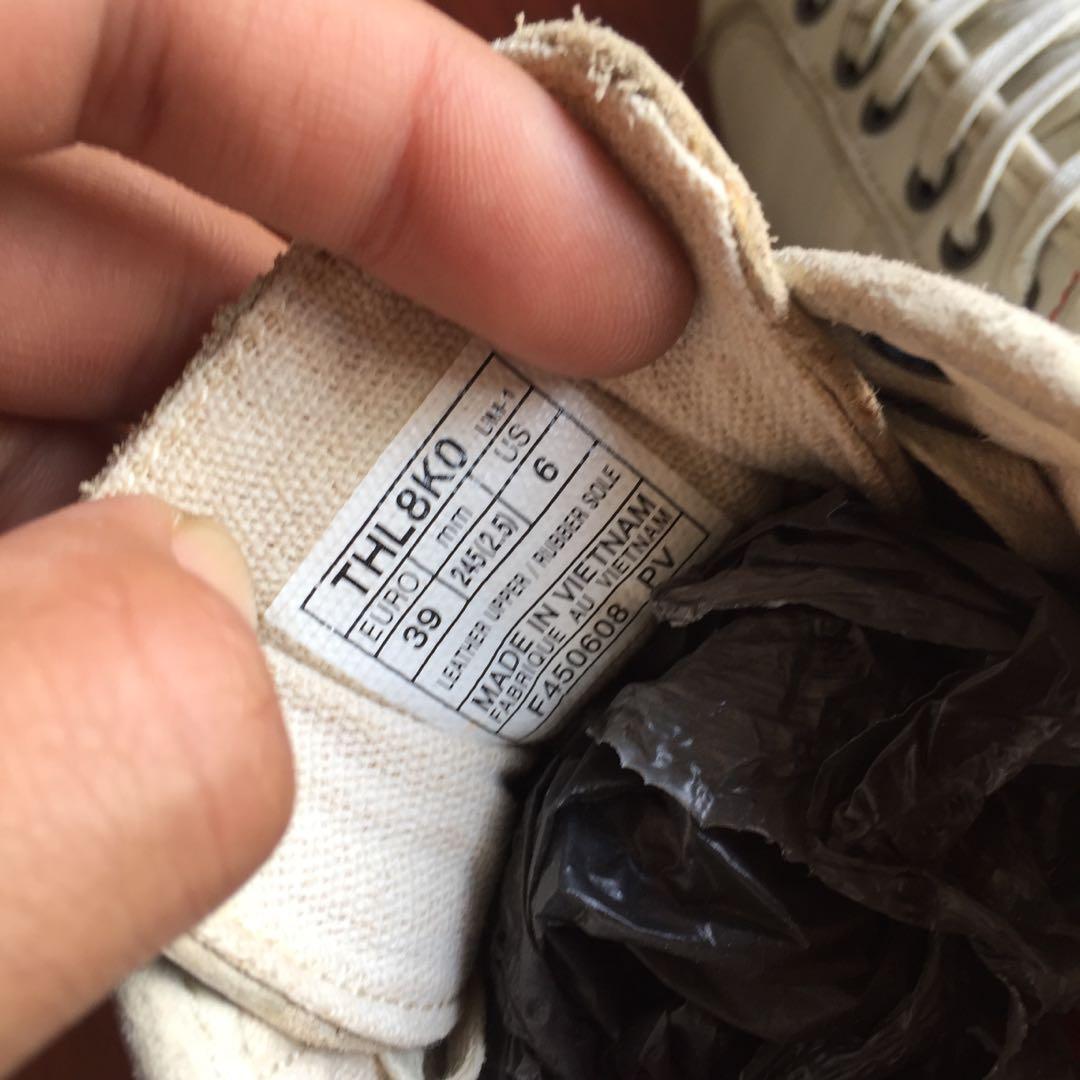 THL8K0
EURO mm US
39 245(2.5) 6
LEATHER UPPER / RUBBER SOLE
MADE IN VIETNAM
FABRIQUE AU VIETNAM
F450608 PV